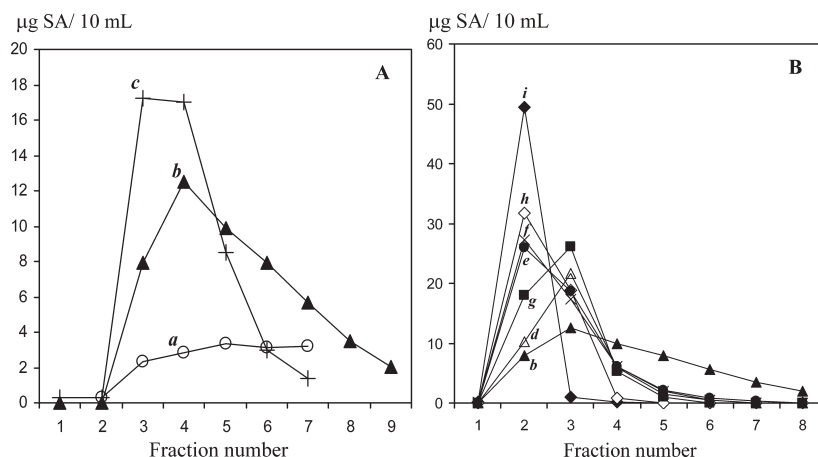 μg SA/ 10 mL
20
18
16
14
12
10
8
6
4
2
0
A
c
b
a
1 2 3 4 5 6 7 8 9
Fraction number
μg SA/ 10 mL
60
50
40
30
20
10
0
B
i
h
f
e
g
d
b
1 2 3 4 5 6 7 8
Fraction number